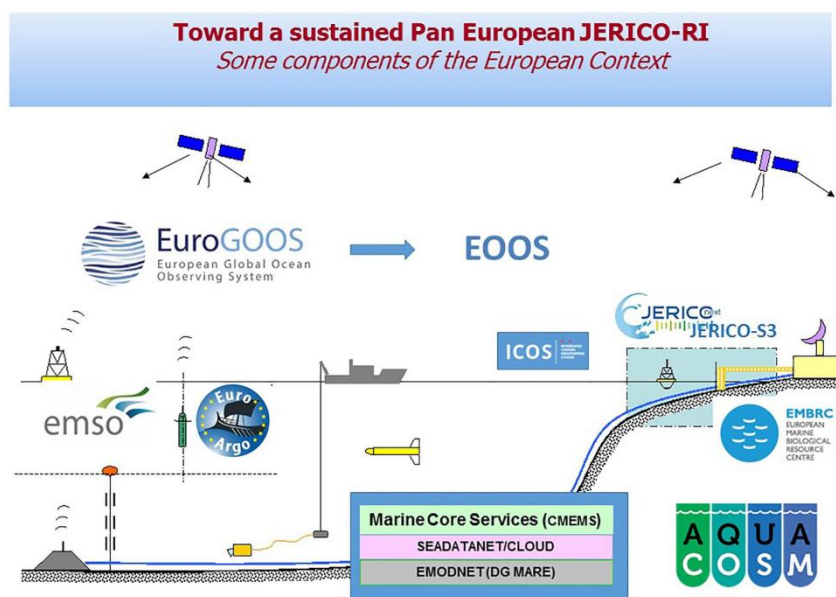 Toward a sustained Pan European JERICO-RI
Some components of the European Context
EuroGOOS
European Global Ocean
Observing System
EOOS
JERICO next
JERICO-S3
ICOS
emso
Euro
Argo
EMBRC
EUROPEAN
MARINE
BIOLOGICAL
RESOURCE
CENTRE
Marine Core Services (CMEMS)
SEADATANET/CLOUD
EMODNET (DG MARE)
AQUA
COSM